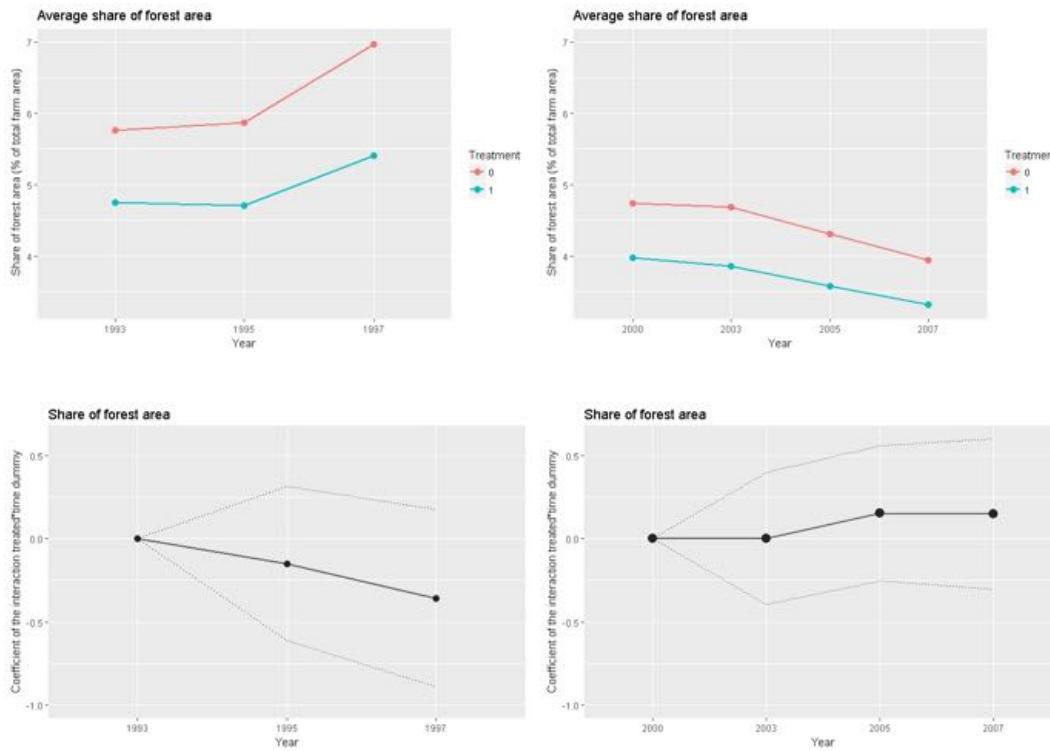 Average share of forest area
Share of forest area (% of total farm area)
7
6
5
4
1993 1995 1997
Year
Treatment
0
1
Average share of forest area
Share of forest area (% of total farm area)
7
6
5
4
2000 2003 2005 2007
Year
Treatment
0
1
Share of forest area
Coefficient of the interaction treated*time dummy
0.5
0.0
-0.5
-1.0
1993 1995 1997
Year
Share of forest area
Coefficient of the interaction treated*time dummy
0.5
0.0
-0.5
-1.0
2000 2003 2005 2007
Year